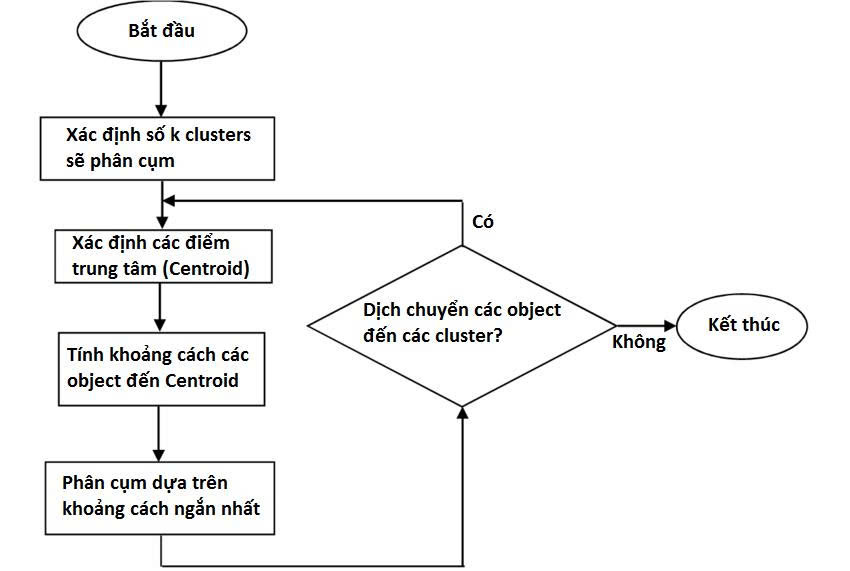 Bắt đầu
Xác định số k clusters
sẽ phân cụm
Xác định các điểm
trung tâm (Centroid)
Tính khoảng cách các
object đến Centroid
Phân cụm dựa trên
khoảng cách ngắn nhất
Dịch chuyển các object
đến các cluster?
Có
Không
Kết thúc